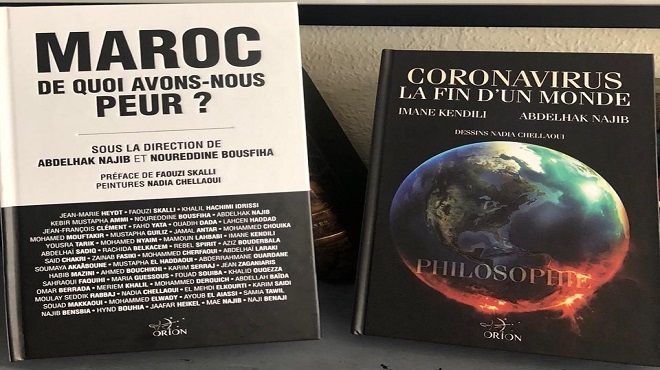 MAROC
DE QUOI AVONS-NOUS
PEUR ?
SOUS LA DIRECTION DE
ABDELHAK NAJIB ET NOUREDDINE BOUSFIHA
PRÉFACE DE FAOUZI SKALLI
PEINTURES NADIA CHELLAOUI
JEAN-MARIE HEYDT • FAOUZI SKALLI • KHALIL HACHIMI IDRISSI
KEBIR MUSTAPHA AMMI • NOUREDDINE BOUSFIHA • ABDELHAK NAJIB
JEAN-FRANÇOIS CLÉMENT • FAHD YATA • OUADIH DADA • LAHCEN HADDAD
MOHAMED MOUFTAKIR • MUSTAPHA GUILIZ • JAMAL ANTAR • MOHAMMED CHOUIKA
YOUSRA TARIK • MOHAMED NYAIM • MAMOUN LAHBABI • IMANE KENDILI
ABDELHAI SADIQ • RACHIDA BELKACEM • REBEL SPIRIT • AZIZ BOUDERBALA
SAID CHAKRI • ZAINAB FASIKI • MOHAMMED CHERFAOUI • ABDELHAI LARAKI
SOUMAYA AKAÂBOUNE • MUSTAPHA EL HADDAOUI • ABDERRAHMANE OUARDANE
HABIB MAZINI • AHMED BOUCHIKHI • KARIM SERRAJ • JEAN ZAGANIARIS
SAHRAOUI FAQUIHI • MARIA GUESSOUS • FOUAD SOUIBA • KHALID GUEZZA
OMAR BERRADA • MERIEM KHALIL • MOHAMMED DEROUICH • ABDELLAH BAÏDA
MOULAY SEDDIK RABBAJ • NADIA CHELLAOUI • EL MEHDI ELKOURTI • KARIM SAIDI
SOUAD MAKKAOUI • MOHAMMED ELWADY • AYOUB EL AIASSI • SAMIA TAWIL
NAJIB BENSBIA • HYND BOUHIA • JAAFAR HEIKEL • MAE NAJIB • NAJI BENAJI
ORION
CORONAVIRUS
LA FIN D'UN MONDE
IMANE KENDILI ABDELHAK NAJIB
DESSINS NADIA CHELLAOUI
PHILOSOPHIE
ORION